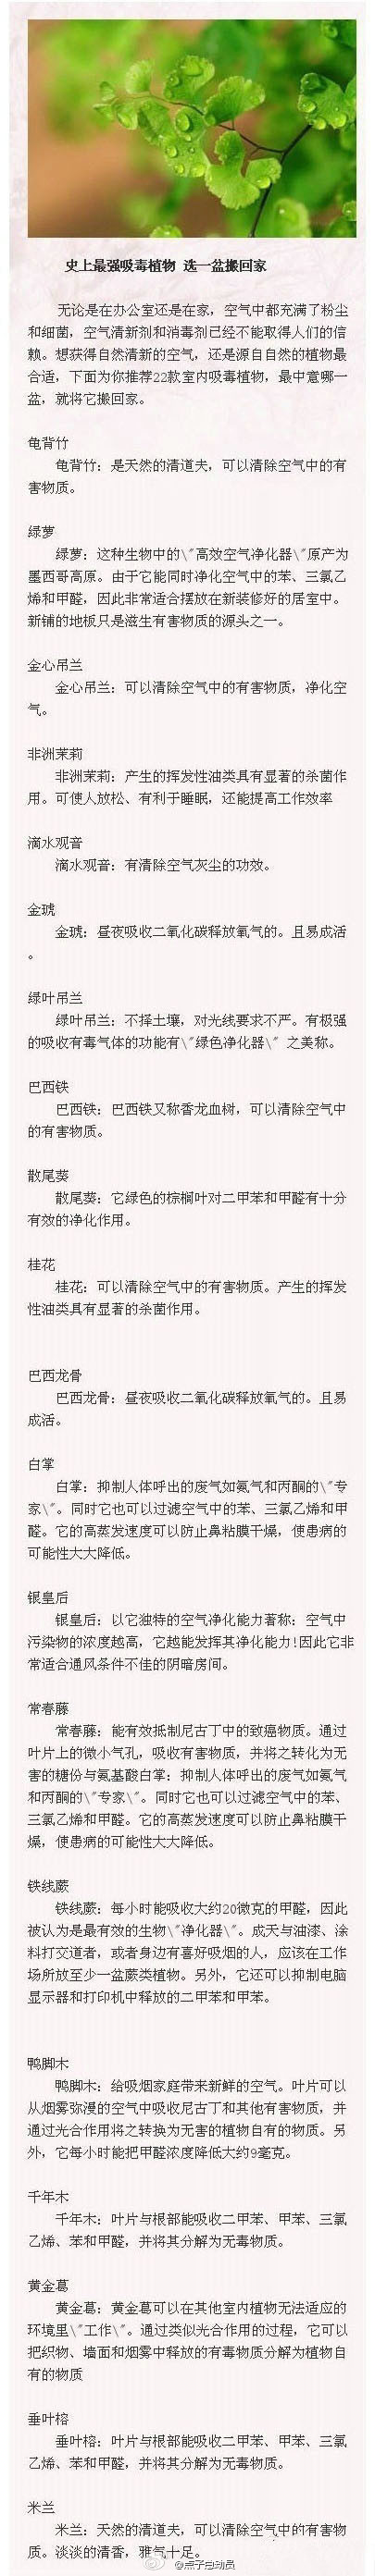 史上最强吸毒植物 选一盆搬回家
无论是在办公室还是在家，空气中都充满了粉尘
和细菌，空气清新剂和消毒剂已经不能取得人们的信
赖。想获得自然清新的空气，还是源自自然的植物最
合适，下面为你推荐22款室内吸毒植物，最中意哪一
盆，就将它搬回家。
龟背竹
龟背竹：是天然的清道夫，可以清除空气中的有
害物质。
绿萝
绿萝：这种生物中的\"高效空气净化器\"原产为
墨西哥高原。由于它能同时净化空气中的苯、三氯乙
烯和甲醛，因此非常适合摆放在新装修好的居室中。
新铺的地板只是滋生有害物质的源头之一。
金心吊兰
金心吊兰：可以清除空气中的有害物质，净化空
气。
非洲茉莉
非洲茉莉：产生的挥发性油类具有显著的杀菌作
用。可使人放松、有利于睡眠，还能提高工作效率
滴水观音
滴水观音：有清除空气灰尘的功效。
金琥
金琥：昼夜吸收二氧化碳释放氧气的。且易成活
。
绿叶吊兰
绿叶吊兰：不择土壤，对光线要求不严。有极强
的吸收有毒气体的功能有\"绿色净化器\" 之美称。
巴西铁
巴西铁：巴西铁又称香龙血树，可以清除空气中
的有害物质。
散尾葵
散尾葵：它绿色的棕榈叶对二甲苯和甲醛有十分
有效的净化作用。
桂花
桂花：可以清除空气中的有害物质。产生的挥发
性油类具有显著的杀菌作用。
巴西龙骨
巴西龙骨：昼夜吸收二氧化碳释放氧气的。且易
成活。
白掌
白掌：抑制人体呼出的废气如氨气和丙酮的\"专
家\"。同时它也可以过滤空气中的苯、三氯乙烯和甲
醛。它的高蒸发速度可以防止鼻粘膜干燥，使患病的
可能性大大降低。
银皇后
银皇后：以它独特的空气净化能力著称：空气中
污染物的浓度越高，它越能发挥其净化能力!因此它非
常适合通风条件不佳的阴暗房间。
常春藤
常春藤：能有效抵制尼古丁中的致癌物质。通过
叶片上的微小气孔，吸收有害物质，并将之转化为无
害的糖份与氨基酸白掌：抑制人体呼出的废气如氨气
和丙酮的\"专家\"。同时它也可以过滤空气中的苯、
三氯乙烯和甲醛。它的高蒸发速度可以防止鼻粘膜干
燥，使患病的可能性大大降低。
铁线蕨
铁线蕨：每小时能吸收大约20微克的甲醛，因此
被认为是最有效的生物\"净化器\"。成天与油漆、涂
料打交道者，或者身边有喜好吸烟的人，应该在工作
场所放至少一盆蕨类植物。另外，它还可以抑制电脑
显示器和打印机中释放的二甲苯和甲苯。
鸭脚木
鸭脚木：给吸烟家庭带来新鲜的空气。叶片可以
从烟雾弥漫的空气中吸收尼古丁和其他有害物质，并
通过光合作用将之转换为无害的植物自有的物质。另
外，它每小时能把甲醛浓度降低大约9毫克。
千年木
千年木：叶片与根部能吸收二甲苯、甲苯、三氯
乙烯、苯和甲醛，并将其分解为无毒物质。
黄金葛
黄金葛：黄金葛可以在其他室内植物无法适应的
环境里\"工作\"。通过类似光合作用的过程，它可以
把织物、墙面和烟雾中释放的有毒物质分解为植物自
有的物质
垂叶榕
垂叶榕：叶片与根部能吸收二甲苯、甲苯、三氯
乙烯、苯和甲醛，并将其分解为无毒物质。
米兰
米兰：天然的清道夫，可以清除空气中的有害物
质。淡淡的清香，雅气十足。
@点子自动员